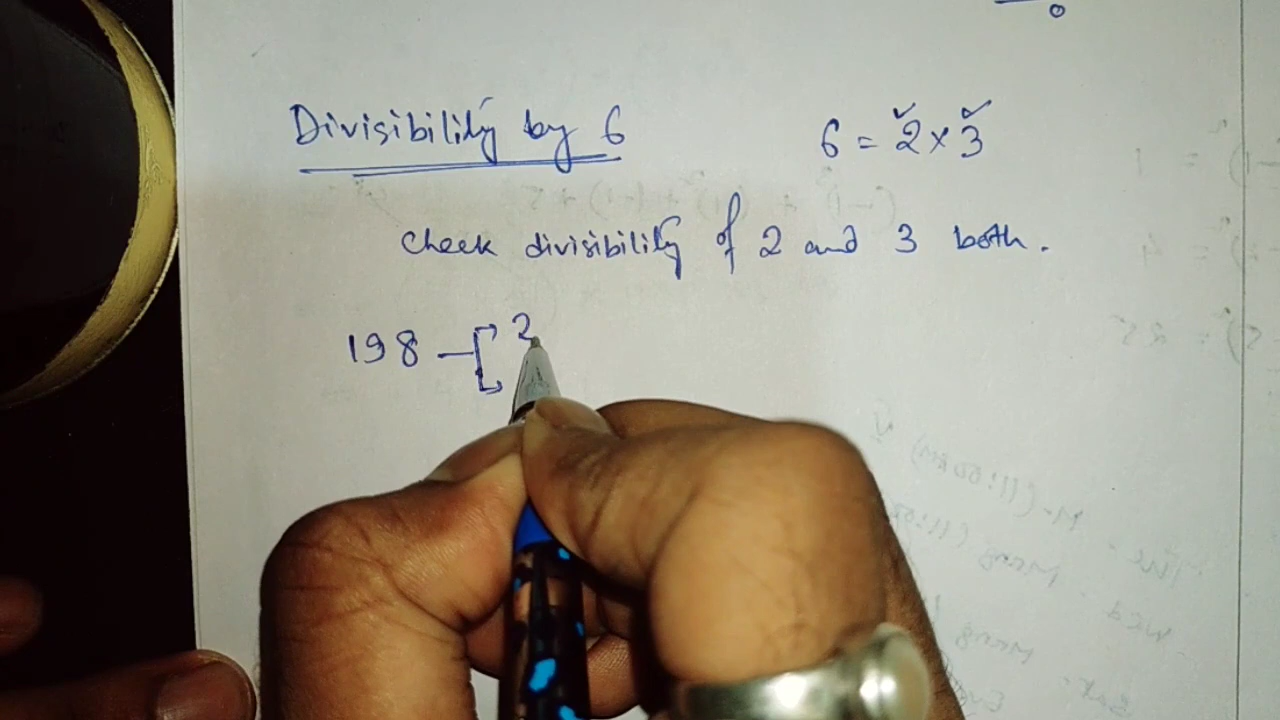 Divisibility by 6
6 = 2 × 3
Check divisibility of 2 and 3 both.
198 2